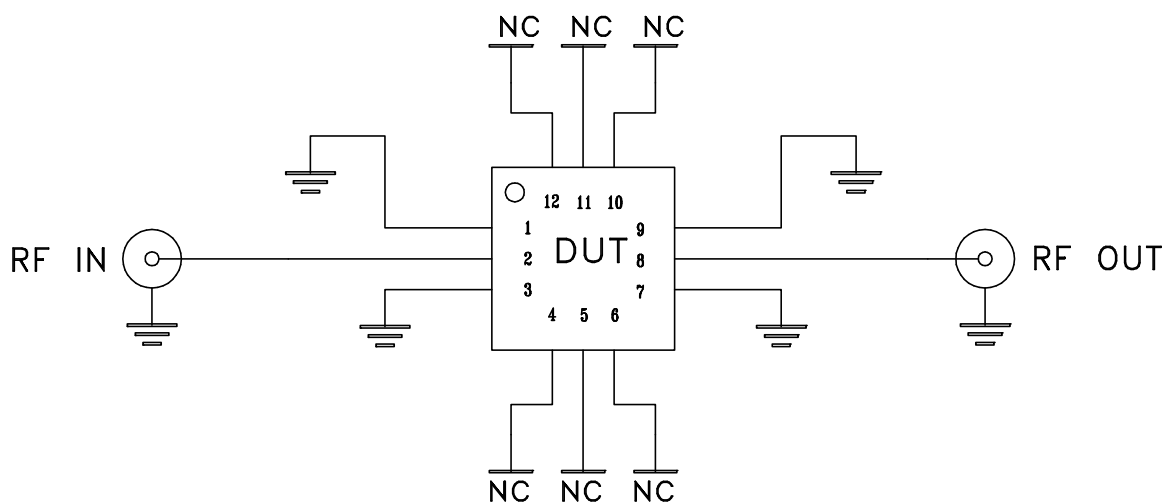 NC NC NC
12 11 10
1 9
DUT
RF IN 2 8 RF OUT
3 7
4 5 6
NC NC NC